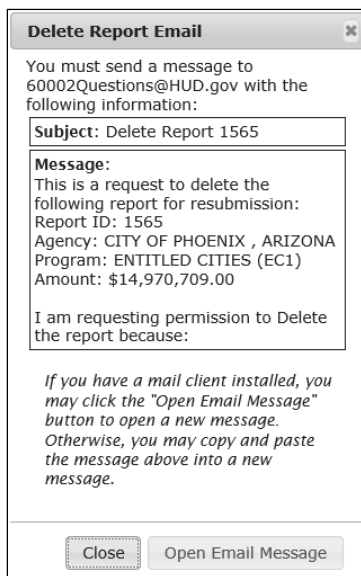 Delete Report Email
You must send a message to
60002Questions@HUD.gov with the
following information:
Subject: Delete Report 1565
Message:
This is a request to delete the
following report for resubmission:
Report ID: 1565
Agency: CITY OF PHOENIX , ARIZONA
Program: ENTITLED CITIES (EC1)
Amount: $14,970,709.00
I am requesting permission to Delete
the report because:
If you have a mail client installed, you
may click the "Open Email Message"
button to open a new message.
Otherwise, you may copy and paste
the message above into a new
message.
Close Open Email Message